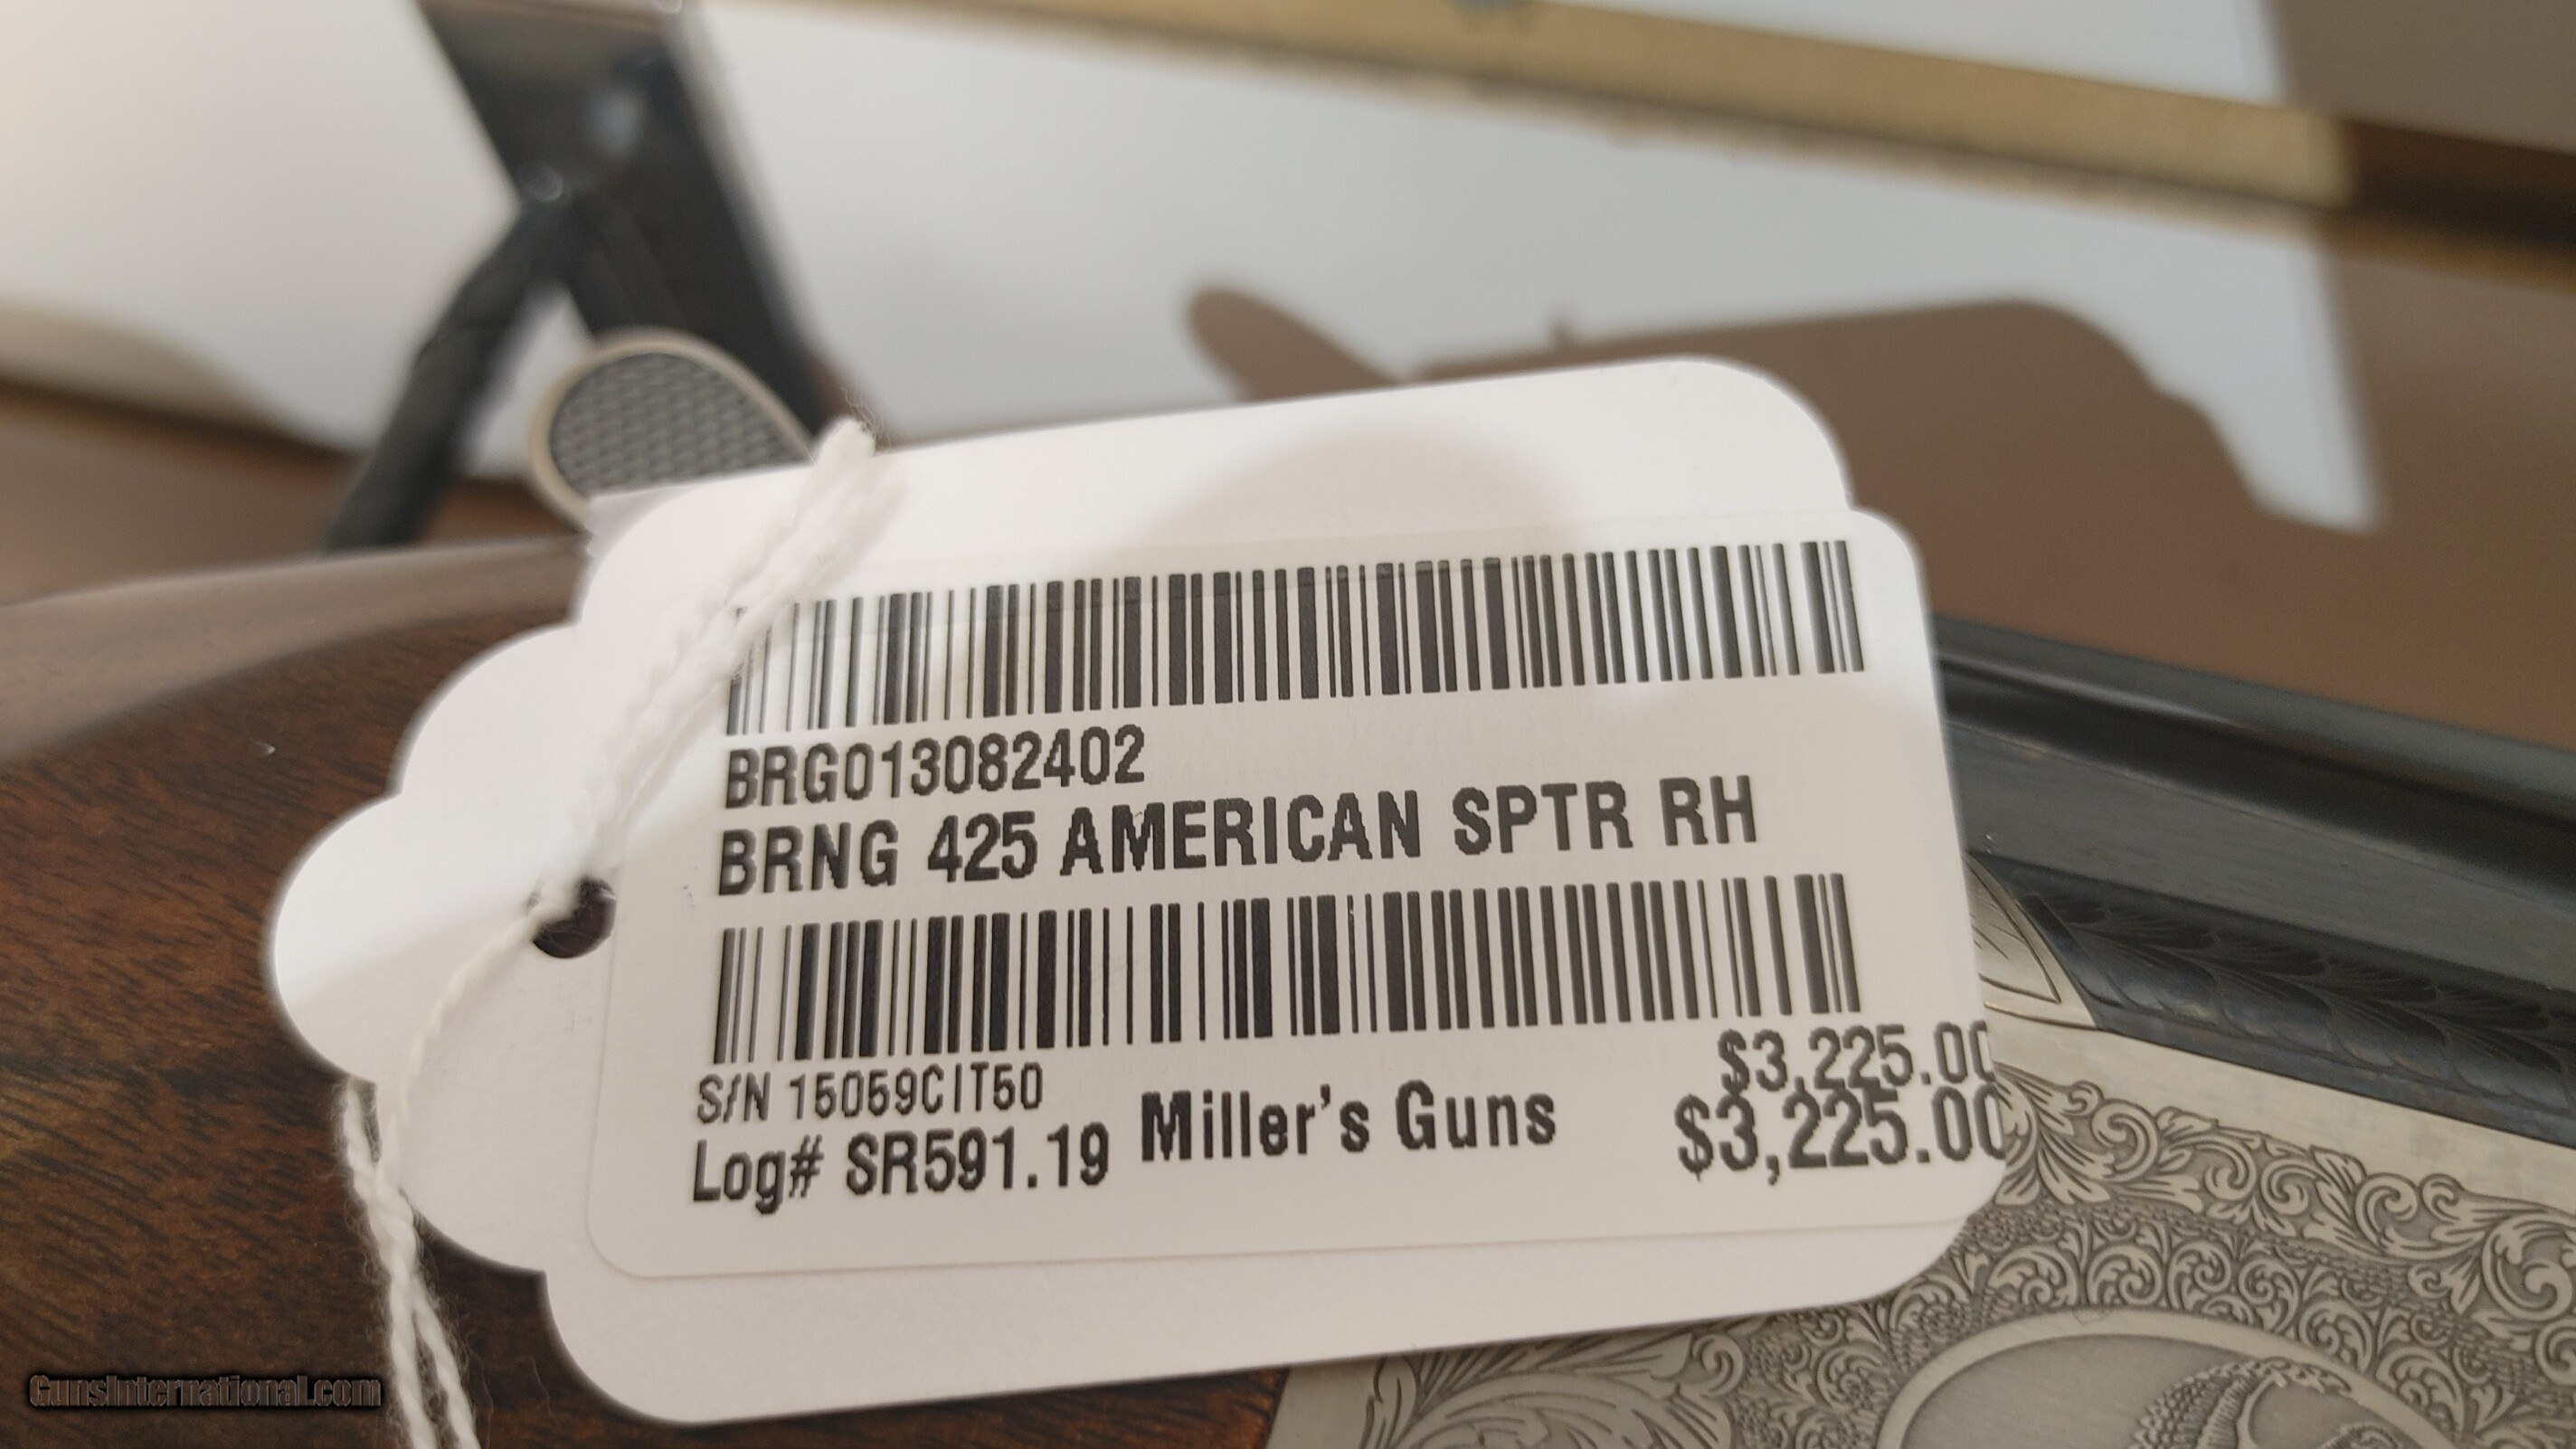 BRG013082402
BRNG 425 AMERICAN SPTR RH
S/N 15059CIT50
$3,225.00
Log# SR591.19 Miller's Guns $3,225.00
GunsInternational.com